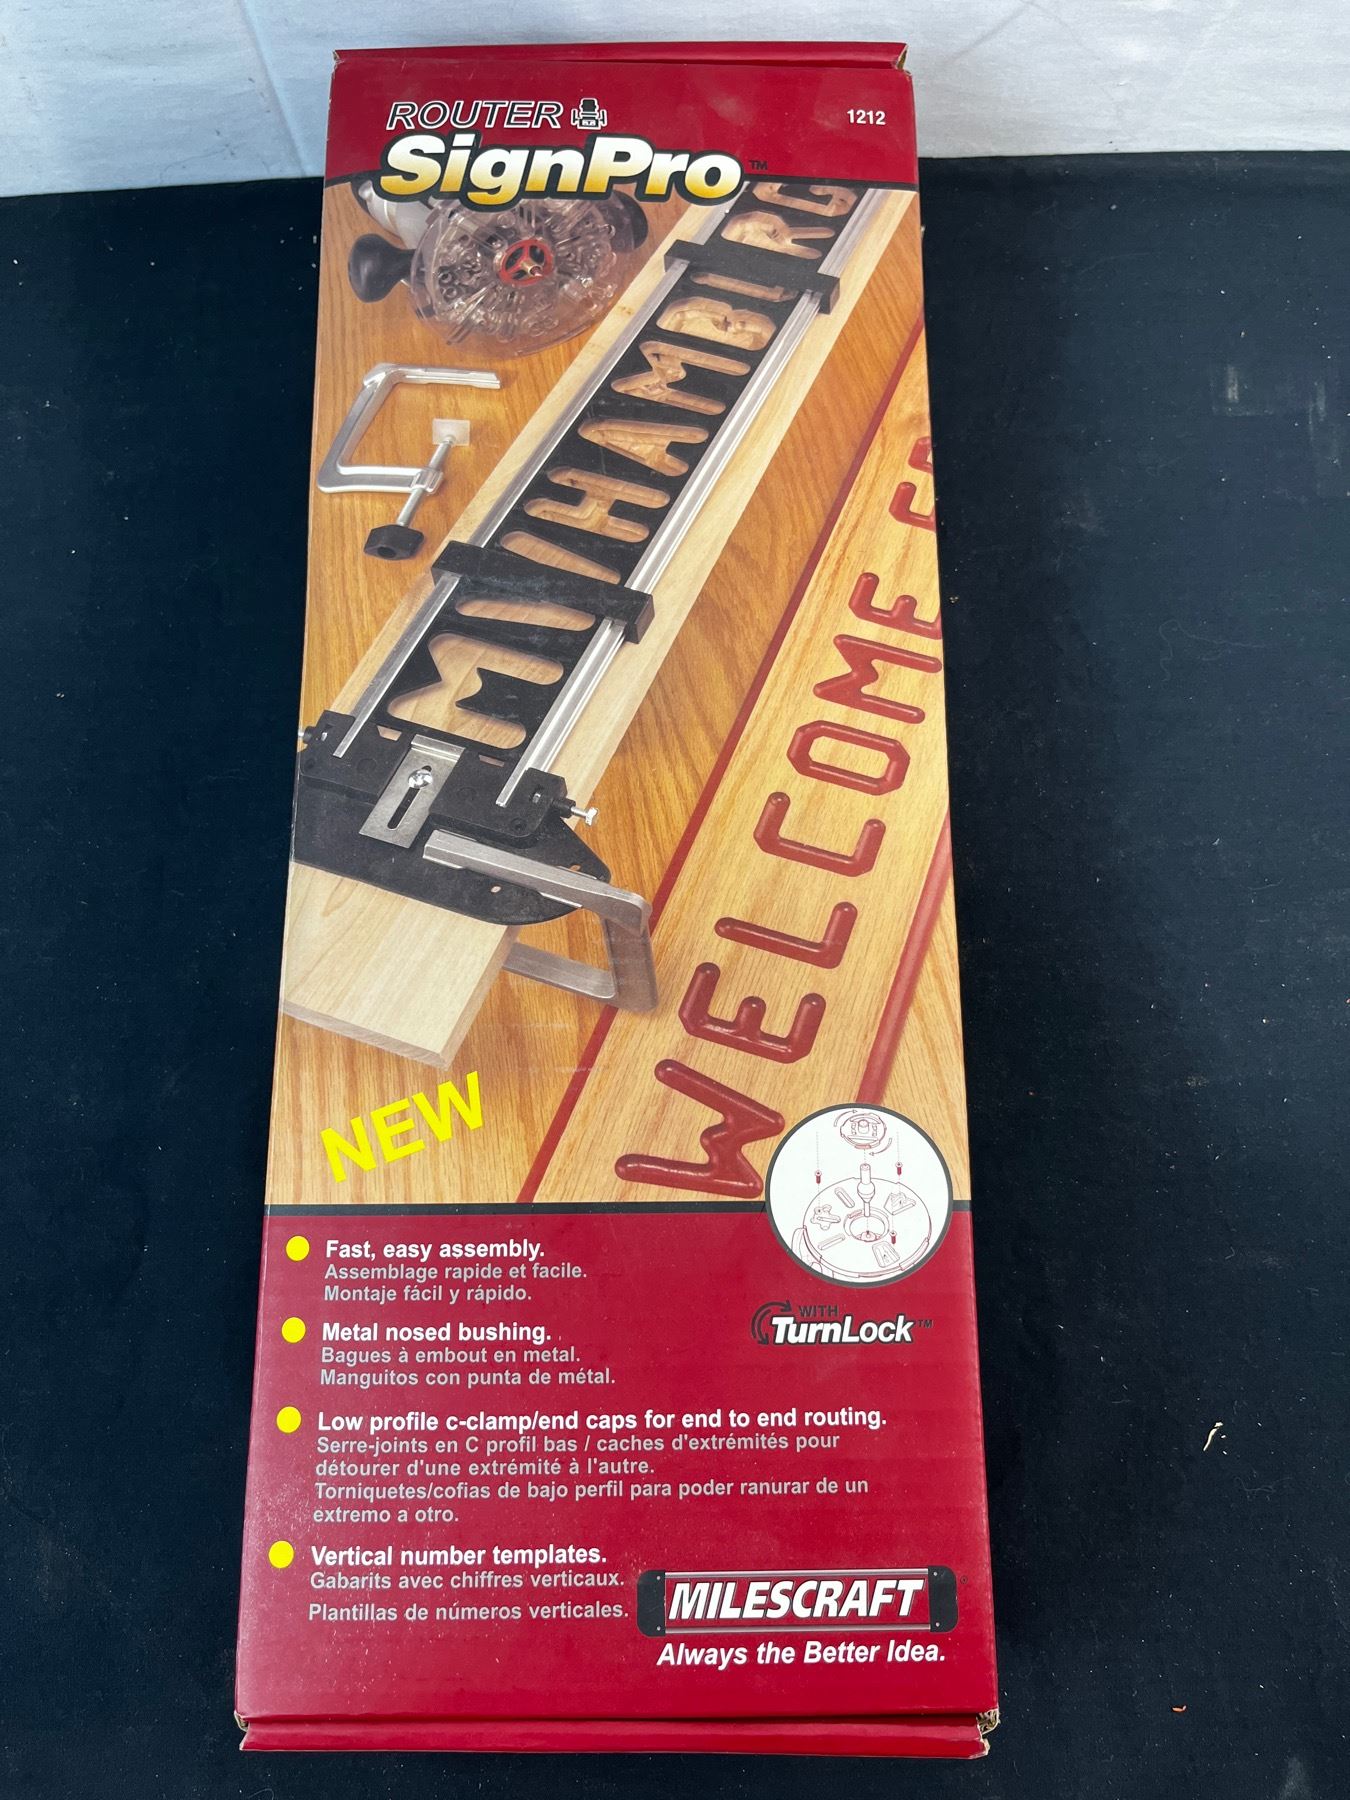 ROUTER
1212
SignPro™
MVHAMBURG
WELCOME
NEW
Fast, easy assembly.
Assemblage rapide et facile.
Montaje fácil y rápido.
WITH
TurnLock™
Metal nosed bushing.
Bagues à embout en metal.
Manguitos con punta de métal.
Low profile c-clamp/end caps for end to end routing.
Serre-joints en C profil bas / caches d'extrémités pour
détourer d'une extrémité à l'autre.
Torniquetes/cofias de bajo perfil para poder ranurar de un
extremo a otro.
Vertical number templates.
Gabarits avec chiffres verticaux.
Plantillas de números verticales.
MILESCRAFT®
Always the Better Idea.